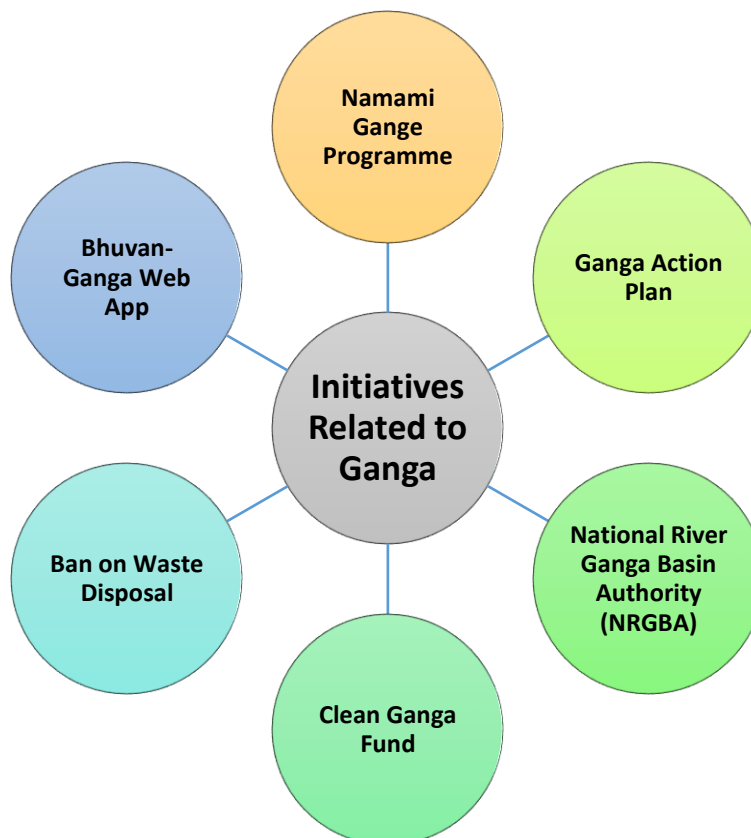 Namami
Gange
Programme
Bhuvan-
Ganga Web
App
Ganga Action
Plan
Initiatives
Related to
Ganga
Ban on Waste
Disposal
National River
Ganga Basin
Authority
(NRGBA)
Clean Ganga
Fund